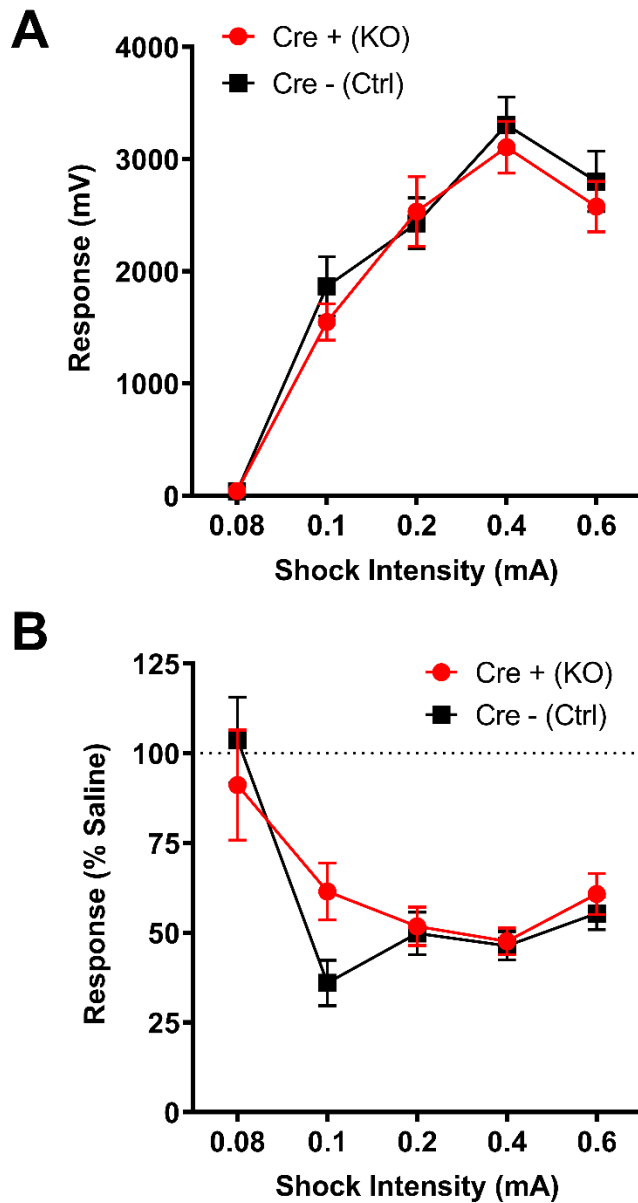 A
Cre + (KO)
Cre - (Ctrl)
4000
3000
2000
1000
0
Response (mV)
0.08 0.1 0.2 0.4 0.6
Shock Intensity (mA)
B
Cre + (KO)
Cre - (Ctrl)
125
100
75
50
25
0
Response (% Saline)
0.08 0.1 0.2 0.4 0.6
Shock Intensity (mA)